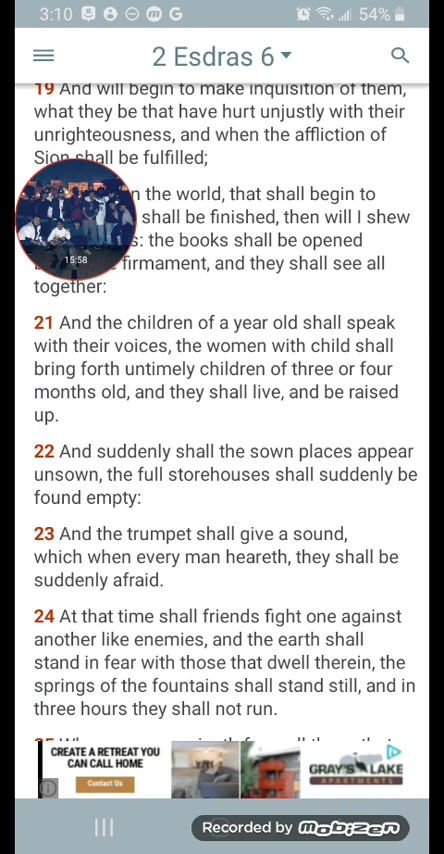 3:10
54%
2 Esdras 6
19 And will begin to make inquisition of them,
what they be that have hurt unjustly with their
unrighteousness, and when the affliction of
Sion shall be fulfilled;
n the world, that shall begin to
shall be finished, then will I shew
s: the books shall be opened
firmament, and they shall see all
together:
15:58
21 And the children of a year old shall speak
with their voices, the women with child shall
bring forth untimely children of three or four
months old, and they shall live, and be raised
up.
22 And suddenly shall the sown places appear
unsown, the full storehouses shall suddenly be
found empty:
23 And the trumpet shall give a sound,
which when every man heareth, they shall be
suddenly afraid.
24 At that time shall friends fight one against
another like enemies, and the earth shall
stand in fear with those that dwell therein, the
springs of the fountains shall stand still, and in
three hours they shall not run.
CREATE A RETREAT YOU
CAN CALL HOME
Contact Us
GRAY'S LAKE
APARTMENTS
Recorded by Mobizen